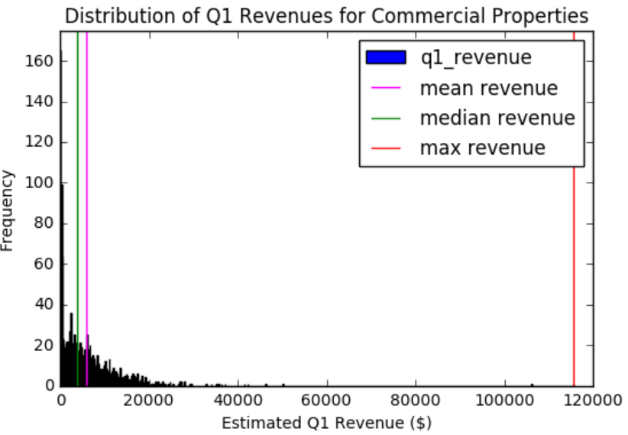 Distribution of Q1 Revenues for Commercial Properties
160
140
120
100
80
60
40
20
0
Frequency
q1_revenue
mean revenue
median revenue
max revenue
0 20000 40000 60000 80000 100000 120000
Estimated Q1 Revenue ($)